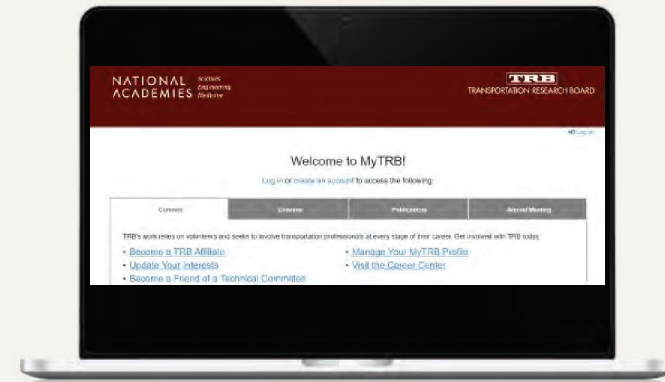 NATIONAL
ACADEMIES
Sciences
Engineering
Medicine
TRB
TRANSPORTATION RESEARCH BOARD
Log in
Welcome to MyTRB!
Log in or create an account to access the following:
Connect
Publications
Annual Meeting
TRB's work relies on volunteers and seeks to involve transportation professionals at every stage of their career. Get involved with TRB today:
• Become a TRB Affiliate
• Update Your Interests
• Become a Friend of a Technical Committee
• Manage Your MyTRB Profile
• Visit the Career Center